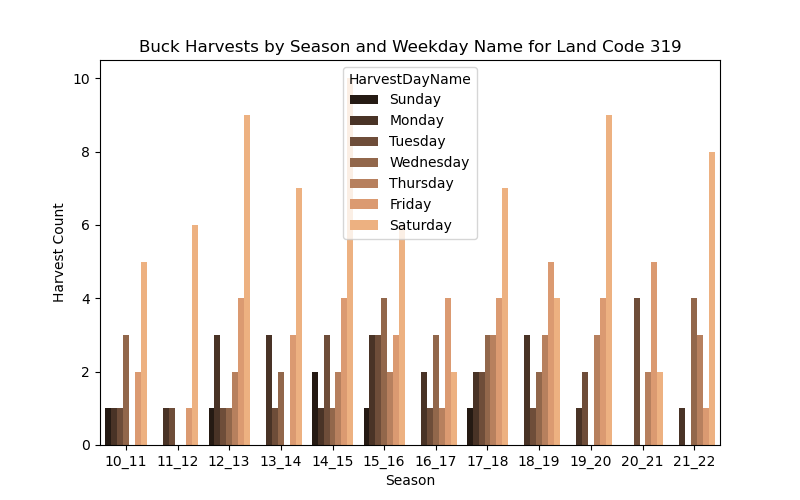 Buck Harvests by Season and Weekday Name for Land Code 319
HarvestDayName
Sunday
Monday
Tuesday
Wednesday
Thursday
Friday
Saturday
Harvest Count
10
8
6
4
2
0
10_11 11_12 12_13 13_14 14_15 15_16 16_17 17_18 18_19 19_20 20_21 21_22
Season